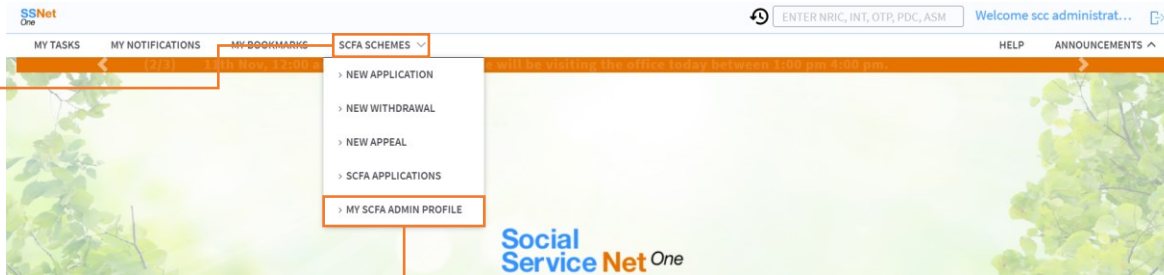 SSNet
One
ENTER NRIC, INT, OTP, PDC, ASM
Welcome scc administrat...
MY TASKS MY NOTIFICATIONS MY BOOKMARKS SCFA SCHEMES HELP ANNOUNCEMENTS
(2/3) 11th Nov, 12:00 a will be visiting the office today between 1:00 pm 4:00 pm.
> NEW APPLICATION
> NEW WITHDRAWAL
> NEW APPEAL
> SCFA APPLICATIONS
> MY SCFA ADMIN PROFILE
Social
Service Net One